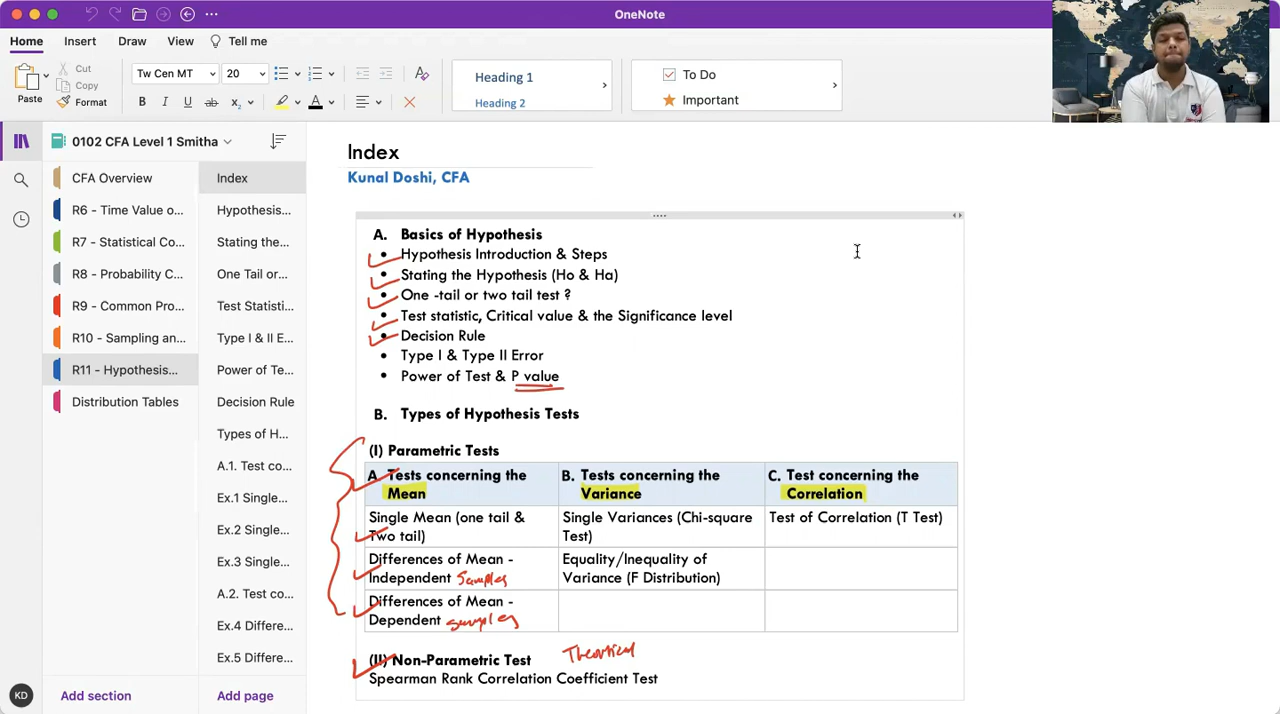 OneNote
Home Insert Draw View Tell me
Paste
Cut
Copy
Format
Tw Cen MT 20
B I U ab x₂ A
Heading 1
Heading 2
To Do
Important
0102 CFA Level 1 Smitha
CFA Overview
R6 - Time Value o...
R7 - Statistical Co...
R8 - Probability C...
R9 - Common Pro...
R10 - Sampling an...
R11 - Hypothesis...
Distribution Tables
Index
Hypothesis...
Stating the...
One Tail or...
Test Statisti...
Type I & II E...
Power of Te...
Decision Rule
Types of H...
A.1. Test co...
Ex.1 Single...
Ex.2 Single...
Ex.3 Single...
A.2. Test co...
Ex.4 Differe...
Ex.5 Differe...
KD
Add section
Add page
Index
Kunal Doshi, CFA
A. Basics of Hypothesis
• Hypothesis Introduction & Steps
• Stating the Hypothesis (Ho & Ha)
• One -tail or two tail test ?
• Test statistic, Critical value & the Significance level
• Decision Rule
• Type I & Type II Error
• Power of Test & P value
B. Types of Hypothesis Tests
(I) Parametric Tests
A. Tests concerning the
Mean
B. Tests concerning the
Variance
C. Test concerning the
Correlation
Single Mean (one tail &
Two tail)
Single Variances (Chi-square
Test)
Test of Correlation (T Test)
Differences of Mean -
Independent Samples
Equality/Inequality of
Variance (F Distribution)
Differences of Mean -
Dependent samples
(II) Non-Parametric Test Theoritical
Spearman Rank Correlation Coefficient Test